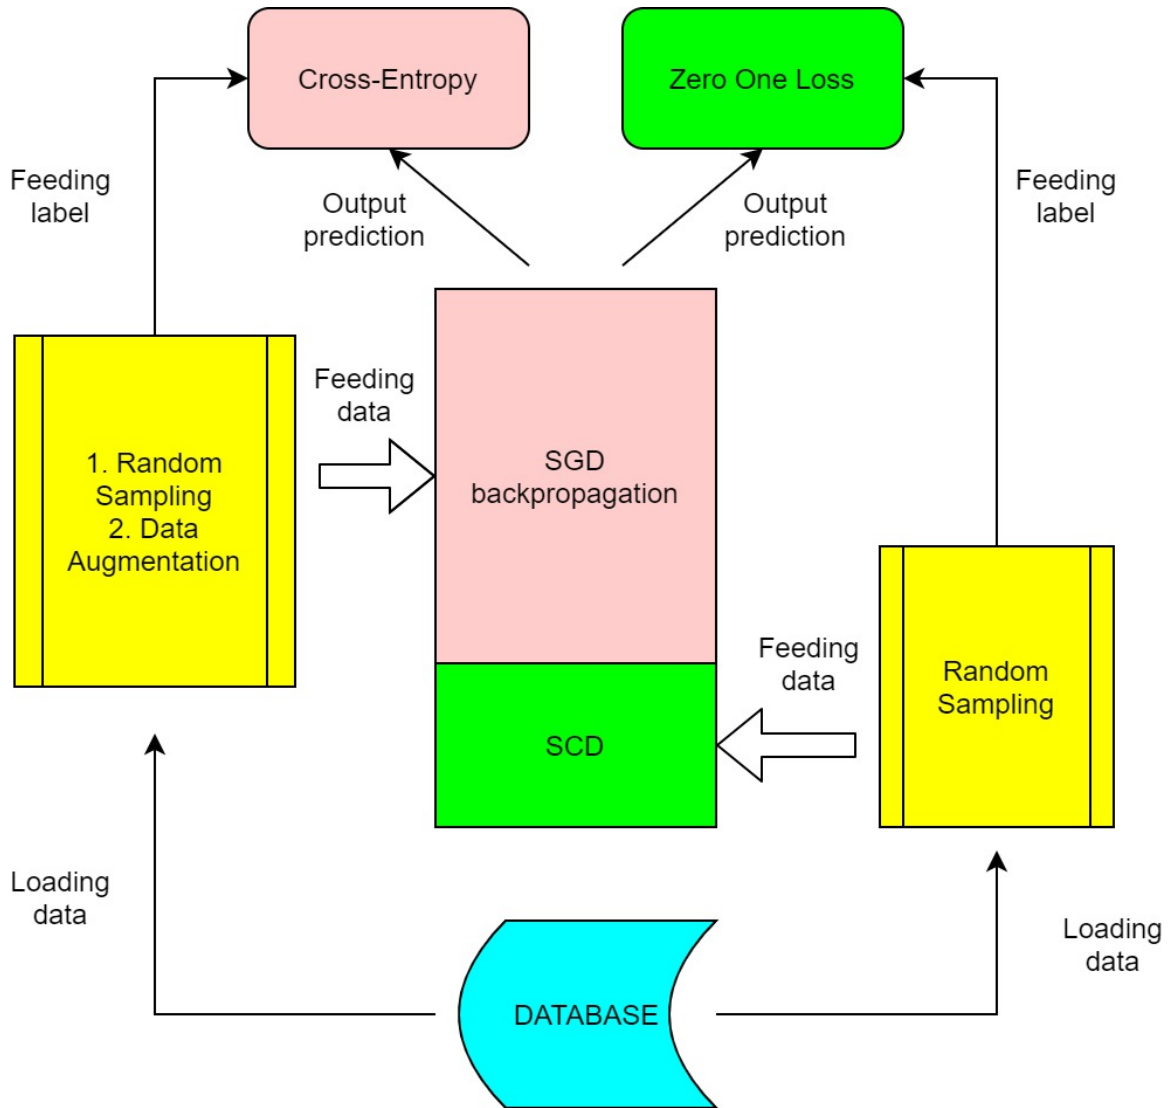 Cross-Entropy
Zero One Loss
Feeding
label
Output
prediction
Output
prediction
Feeding
label
Feeding
data
1. Random
Sampling
2. Data
Augmentation
SGD
backpropagation
Feeding
data
Random
Sampling
SCD
Loading
data
Loading
data
DATABASE